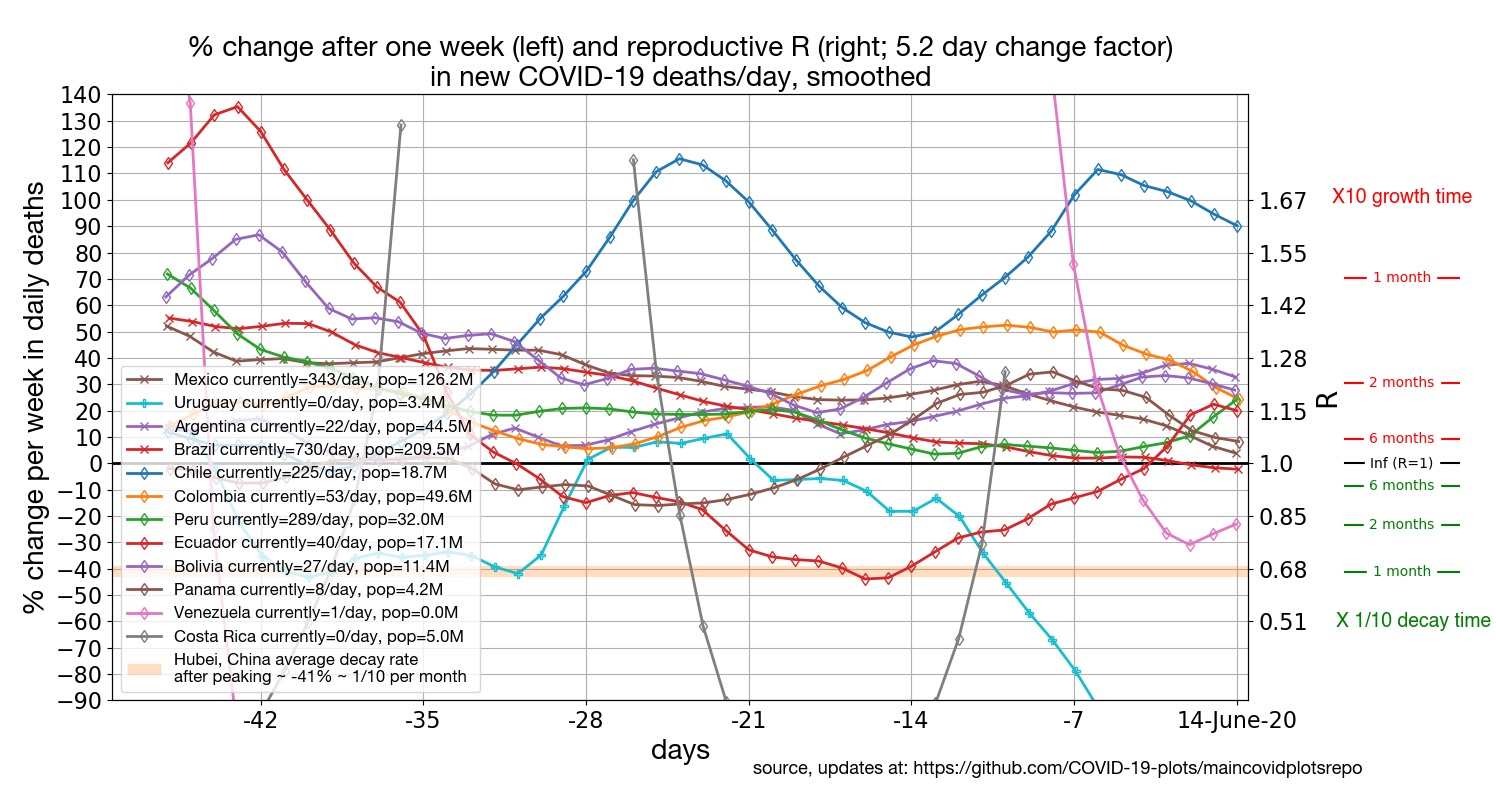 % change after one week (left) and reproductive R (right; 5.2 day change factor)
in new COVID-19 deaths/day, smoothed
% change per week in daily deaths
140
130
120
110
100
90
80
70
60
50
40
30
20
10
0
−10
−20
−30
−40
−50
−60
−70
−80
−90
Mexico currently=343/day, pop=126.2M
Uruguay currently=0/day, pop=3.4M
Argentina currently=22/day, pop=44.5M
Brazil currently=730/day, pop=209.5M
Chile currently=225/day, pop=18.7M
Colombia currently=53/day, pop=49.6M
Peru currently=289/day, pop=32.0M
Ecuador currently=40/day, pop=17.1M
Bolivia currently=27/day, pop=11.4M
Panama currently=8/day, pop=4.2M
Venezuela currently=1/day, pop=0.0M
Costa Rica currently=0/day, pop=5.0M
Hubei, China average decay rate
after peaking ~ -41% ~ 1/10 per month
-42
-35
-28
-21
-14
-7
14-June-20
days
1.67
1.55
1.42
1.28
1.15
1.0
0.85
0.68
0.51
R
X10 growth time
1 month
2 months
6 months
Inf (R=1)
6 months
2 months
1 month
X 1/10 decay time
source, updates at: https://github.com/COVID-19-plots/maincovidplotsrepo